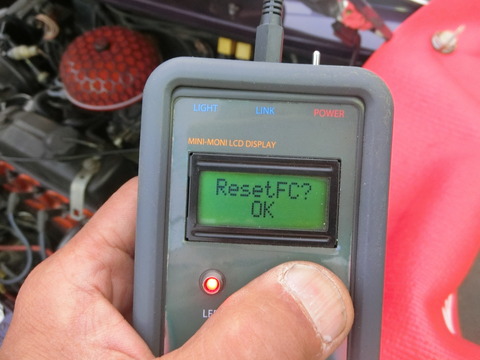 LIGHT LINK POWER
MINI-MONI LCD DISPLAY
ResetFC?
OK